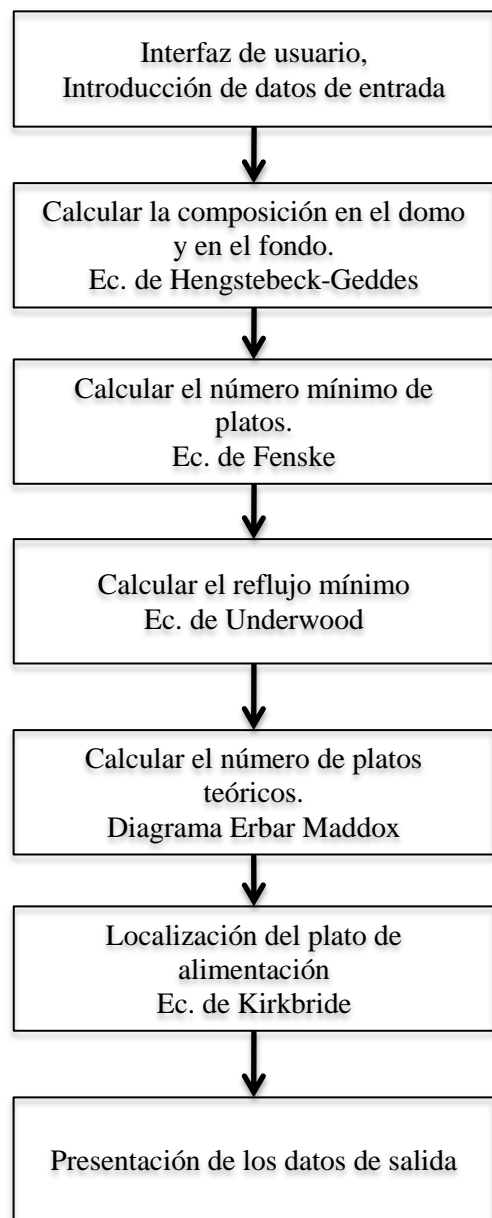 Interfaz de usuario,
Introducción de datos de entrada
Calcular la composición en el domo
y en el fondo.
Ec. de Hengstebeck-Geddes
Calcular el número mínimo de
platos.
Ec. de Fenske
Calcular el reflujo mínimo
Ec. de Underwood
Calcular el número de platos
teóricos.
Diagrama Erbar Maddox
Localización del plato de
alimentación
Ec. de Kirkbride
Presentación de los datos de salida